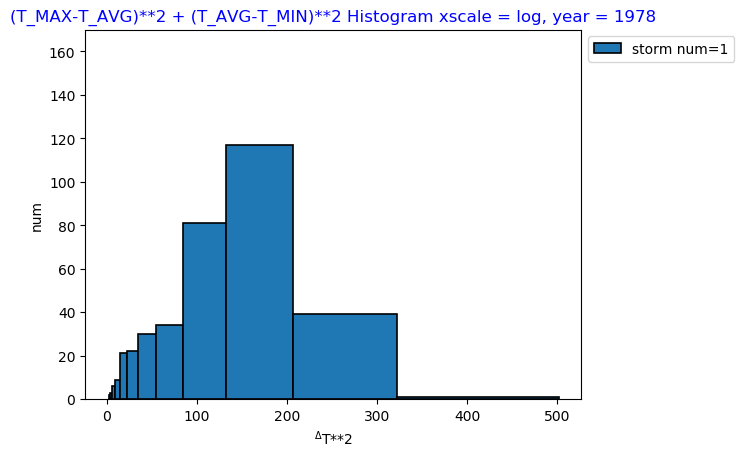 (T_MAX-T_AVG)**2 + (T_AVG-T_MIN)**2 Histogram xscale = log, year = 1978
storm num=1
160
140
120
100
80
60
40
20
0
num
0 100 200 300 400 500
ΔT**2